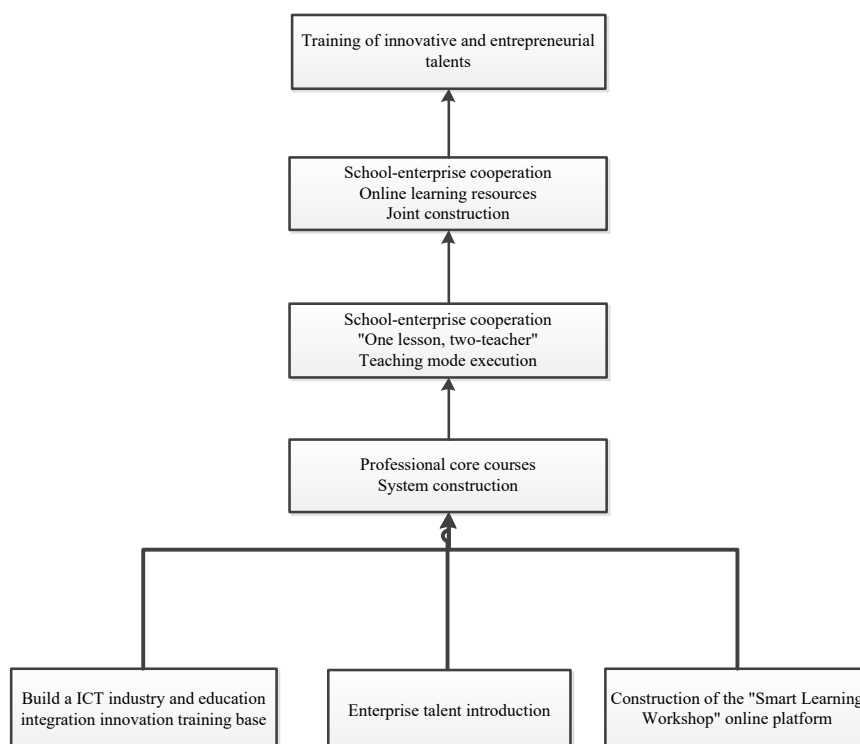 Training of innovative and entrepreneurial
talents
School-enterprise cooperation
Online learning resources
Joint construction
School-enterprise cooperation
"One lesson, two-teacher"
Teaching mode execution
Professional core courses
System construction
Build a ICT industry and education
integration innovation training base
Enterprise talent introduction
Construction of the "Smart Learning
Workshop" online platform